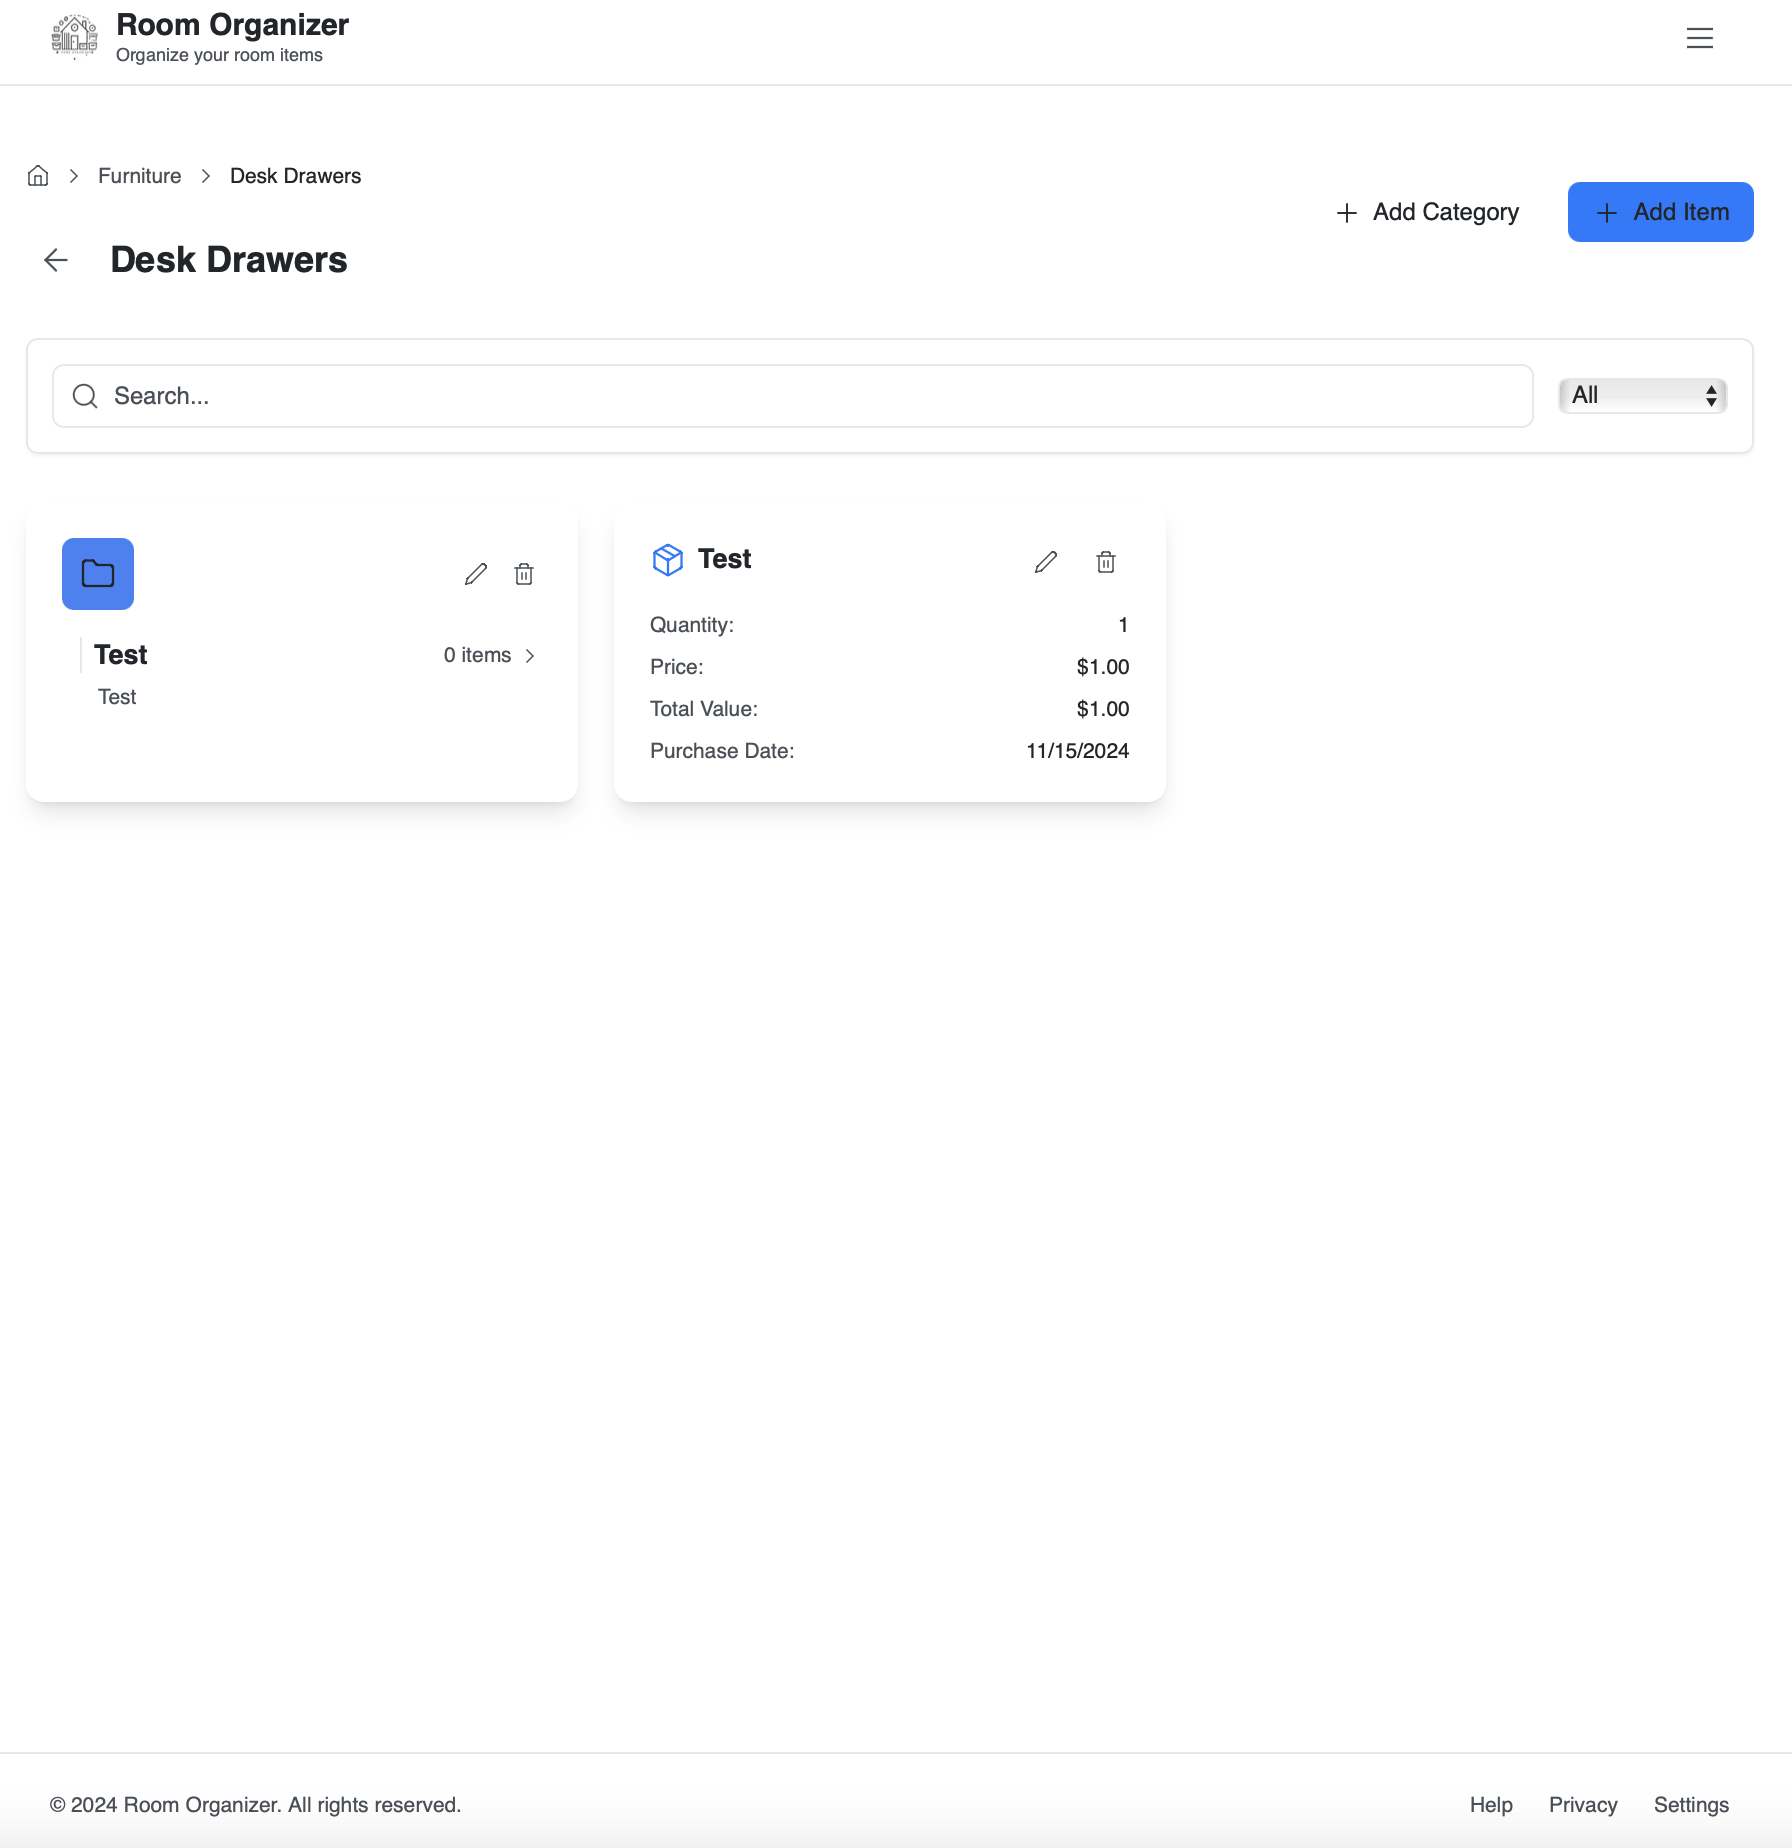 Room Organizer
Organize your room items
Furniture
Desk Drawers
Add Category
Add Item
Desk Drawers
Search...
All
Test
0 items
Test
Test
Quantity:
1
Price:
$1.00
Total Value:
$1.00
Purchase Date:
11/15/2024
© 2024 Room Organizer. All rights reserved.
Help
Privacy
Settings